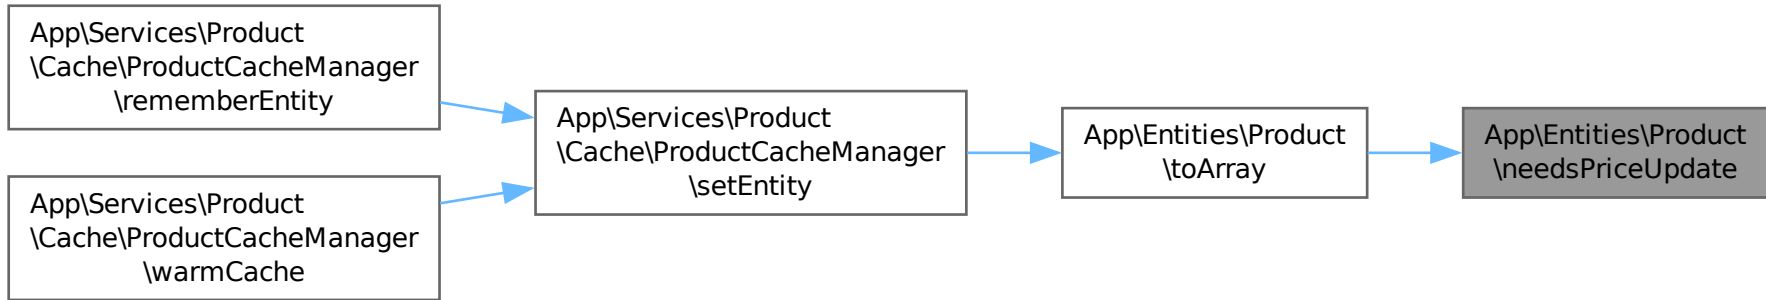 App\Services\Product
\Cache\ProductCacheManager
\rememberEntity
App\Services\Product
\Cache\ProductCacheManager
\warmCache
App\Services\Product
\Cache\ProductCacheManager
\setEntity
App\Entities\Product
\toArray
App\Entities\Product
\needsPriceUpdate